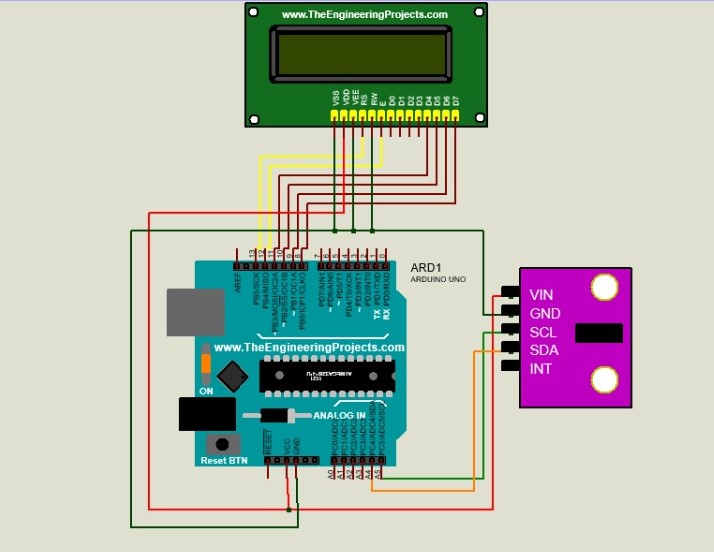 www.TheEngineeringProjects.com
VSS
VDD
VEE
RS
RW
E
D0
D1
D2
D3
D4
D5
D6
D7
ARD1
ARDUINO UNO
AREF
13
12
11
10
9
8
7
6
5
4
3
2
1
0
PB5/SCK
PB4/MISO
~ PB3/MOSI/OC2A
~ PB2/SS/OC1B
~ PB1/OC1A
PB0/ICP1/CLKO
PD7/AIN1
~ PD6/AIN0
~ PD5/T1
PD4/T0/XCK
~ PD3/INT1
PD2/INT0
TX PD1/TXD
RX PD0/RXD
www.TheEngineeringProjects.com
ON
ANALOG IN
Reset BTN
RESET
VCC
GND
PC0/ADC0
PC1/ADC1
PC2/ADC2
PC3/ADC3
PC4/ADC4/SDA
PC5/ADC5/SCL
A0
A1
A2
A3
A4
A5
VIN
GND
SCL
SDA
INT